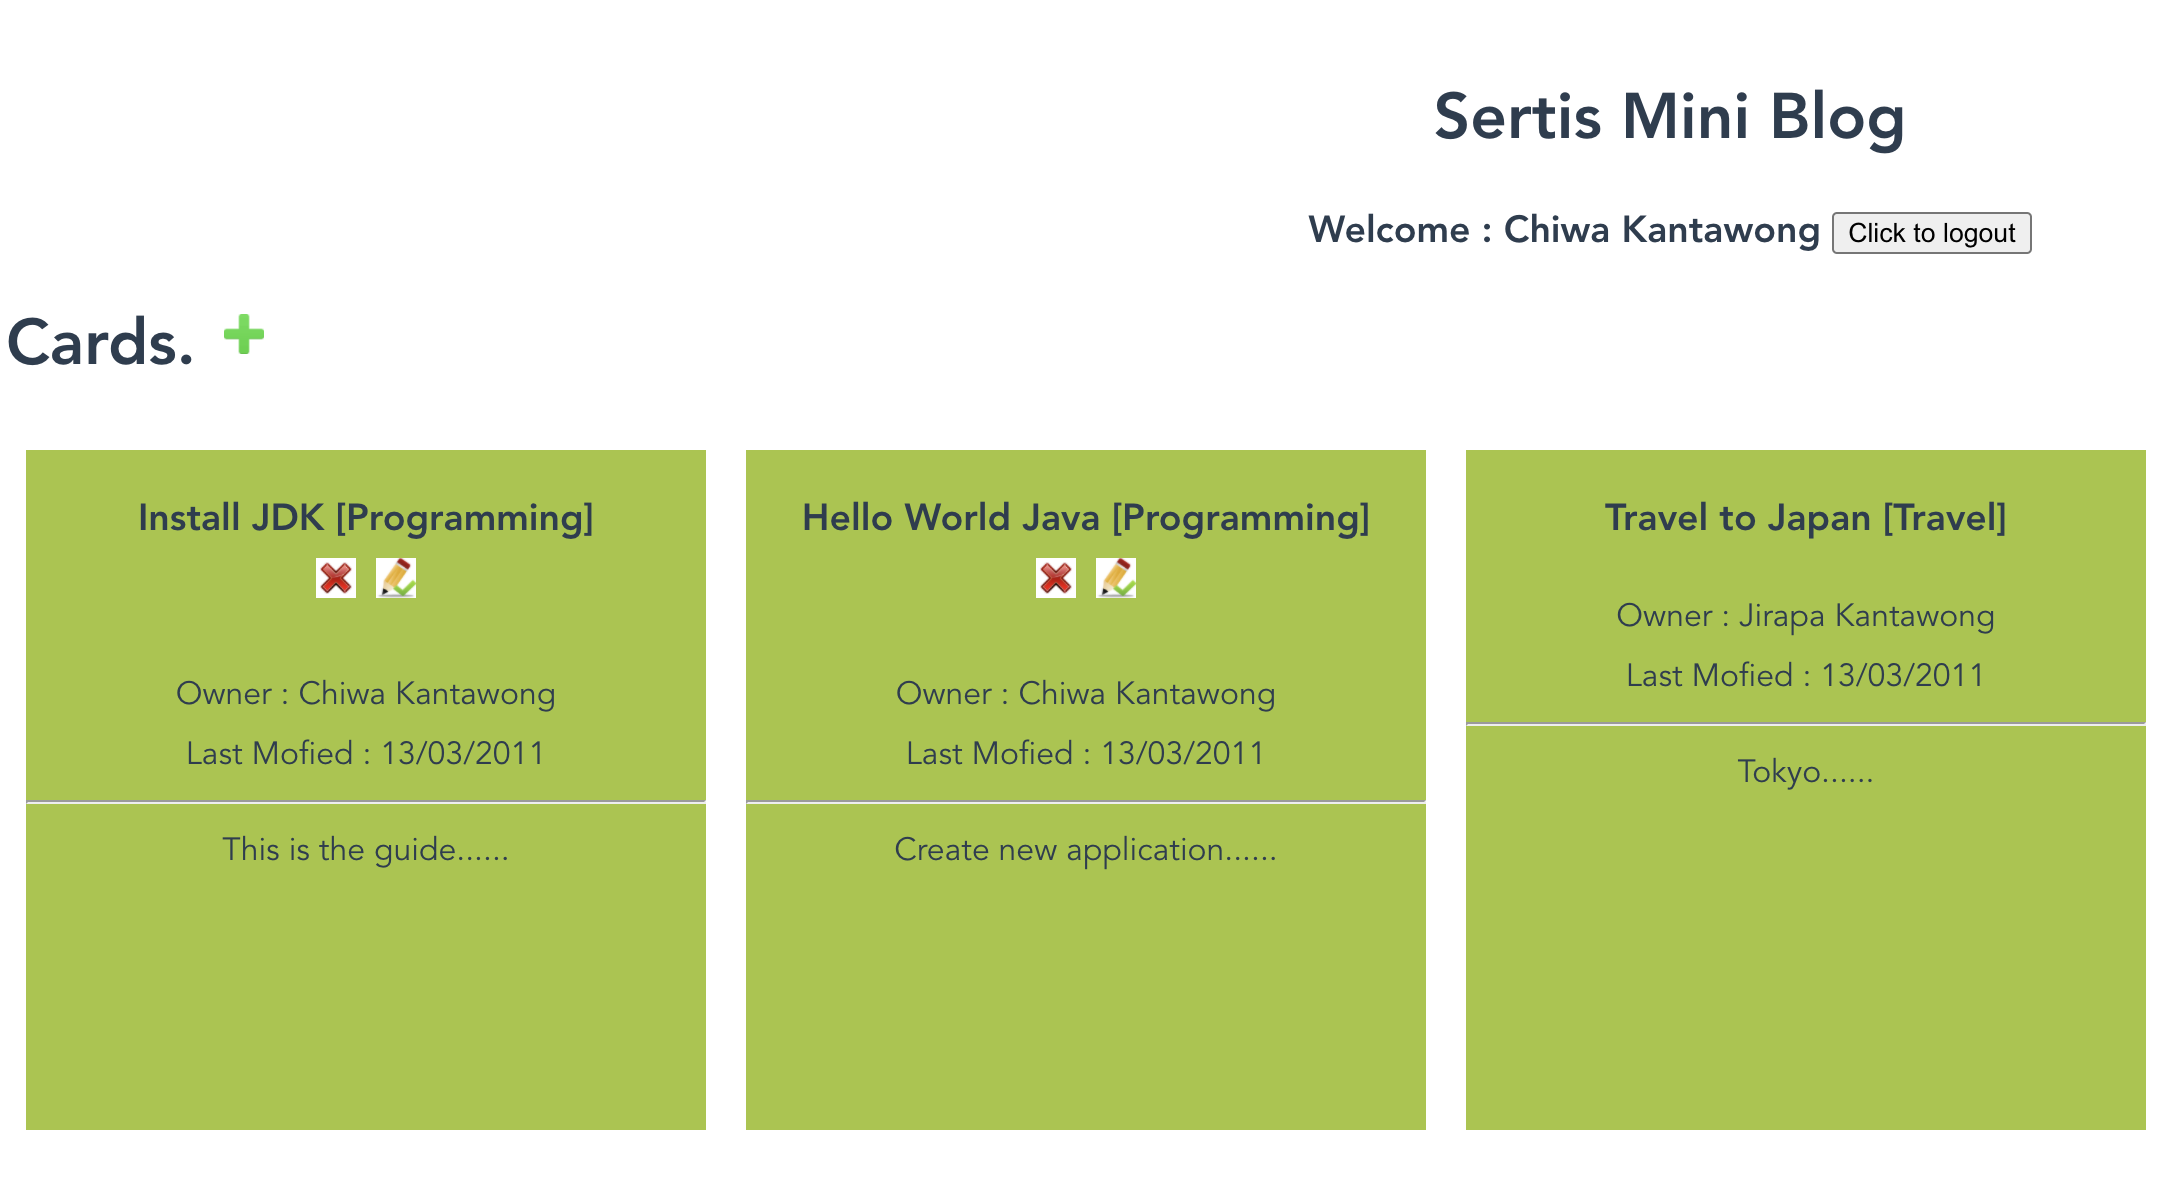 Sertis Mini Blog
Welcome : Chiwa Kantawong Click to logout
Cards.
Install JDK [Programming]
Owner : Chiwa Kantawong
Last Mofied : 13/03/2011
This is the guide......
Hello World Java [Programming]
Owner : Chiwa Kantawong
Last Mofied : 13/03/2011
Create new application......
Travel to Japan [Travel]
Owner : Jirapa Kantawong
Last Mofied : 13/03/2011
Tokyo......